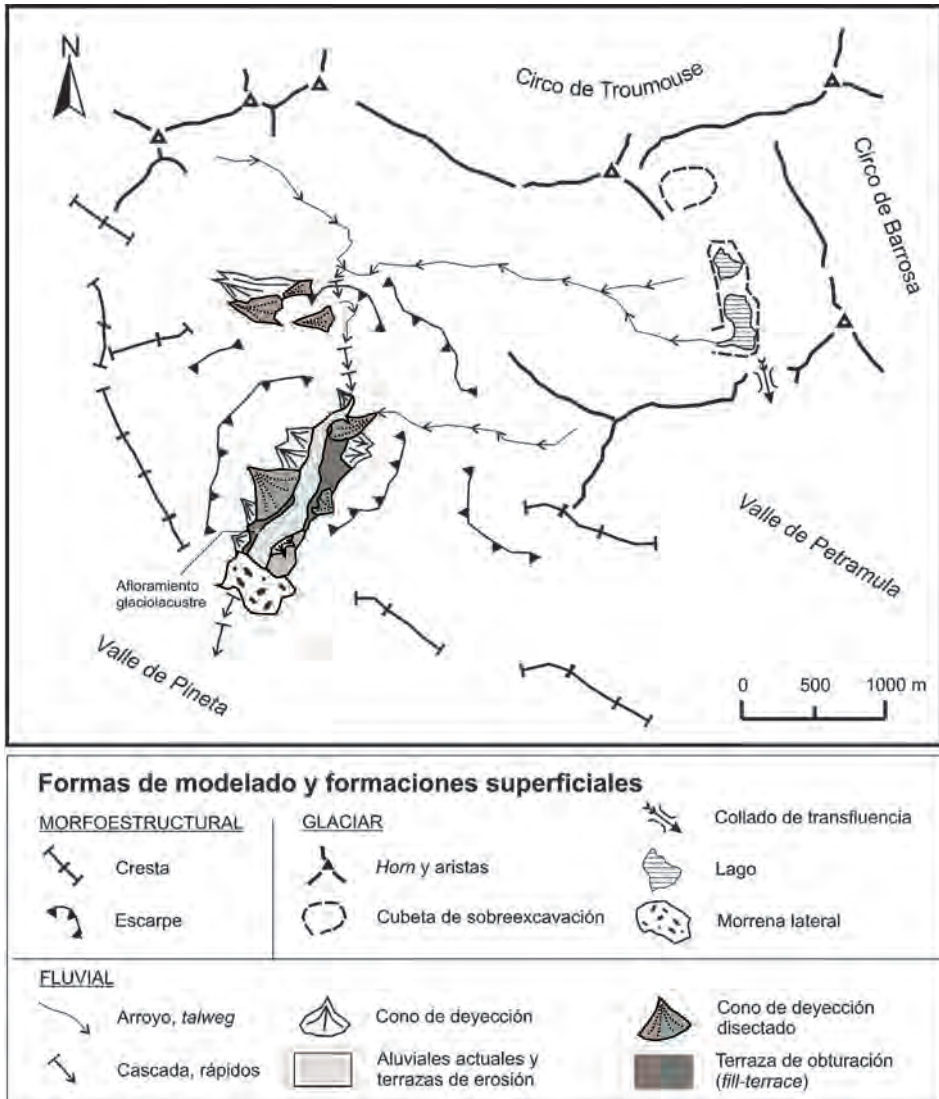 N
Circo de Troumouse
Circo de Barrosa
Afloramiento
glaciolacustre
Valle de Pineta
Valle de Petramula
0 500 1000 m
Formas de modelado y formaciones superficiales
MORFOESTRUCTURAL
Cresta
Escarpe
GLACIAR
Horn y aristas
Cubeta de sobreexcavación
Collado de transfluencia
Lago
Morrena lateral
FLUVIAL
Arroyo, talweg
Cascada, rápidos
Cono de deyección
Aluviales actuales y
terrazas de erosión
Cono de deyección
disectado
Terraza de obturación
(fill-terrace)